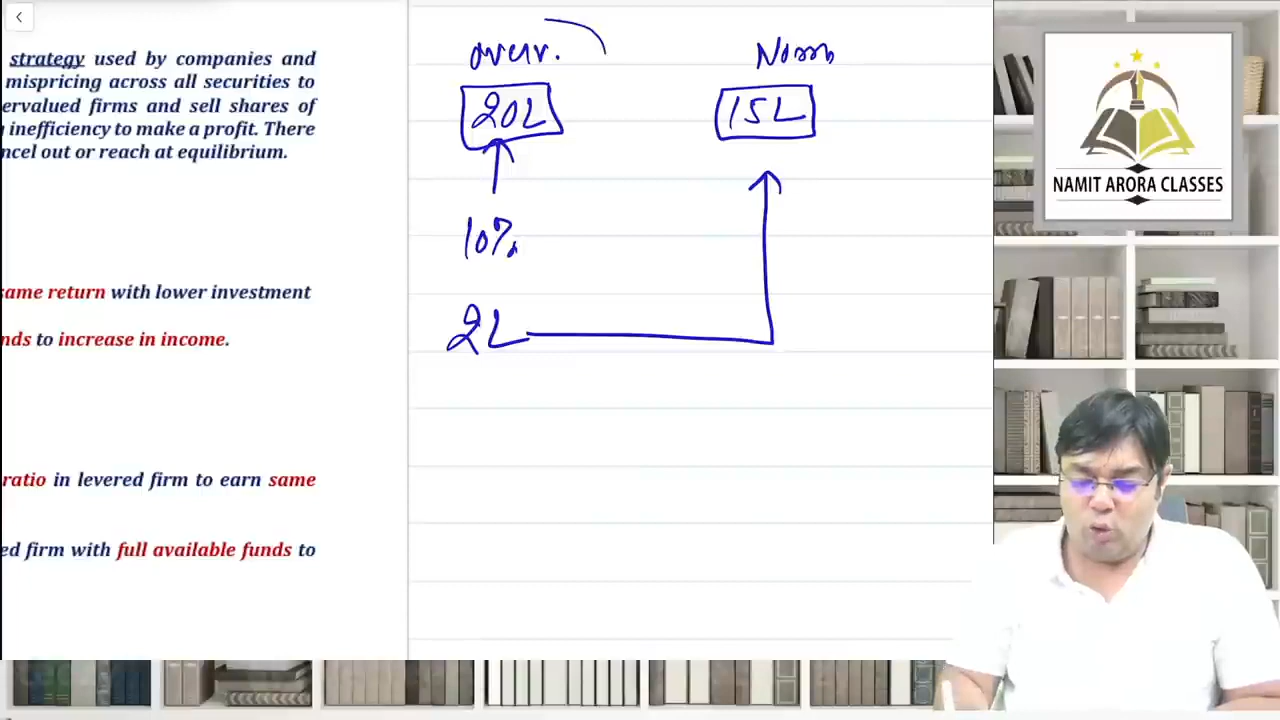 strategy used by companies and
mispricing across all securities to
ervalued firms and sell shares of
inefficiency to make a profit. There
ncel out or reach at equilibrium.
ame return with lower investment
nds to increase in income.
ratio in levered firm to earn same
ed firm with full available funds to
20L
15L
10%
2L
NAMIT ARORA CLASSES